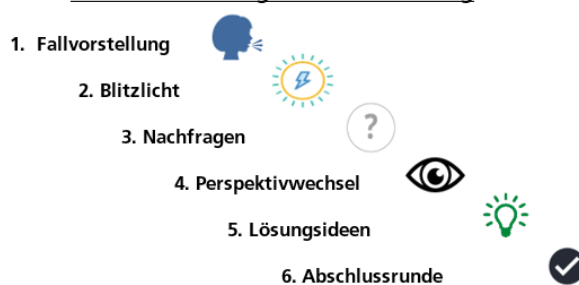 1. Fallvorstellung
2. Blitzlicht
?
3. Nachfragen
4. Perspektivwechsel
5. Lösungsideen
6. Abschlussrunde